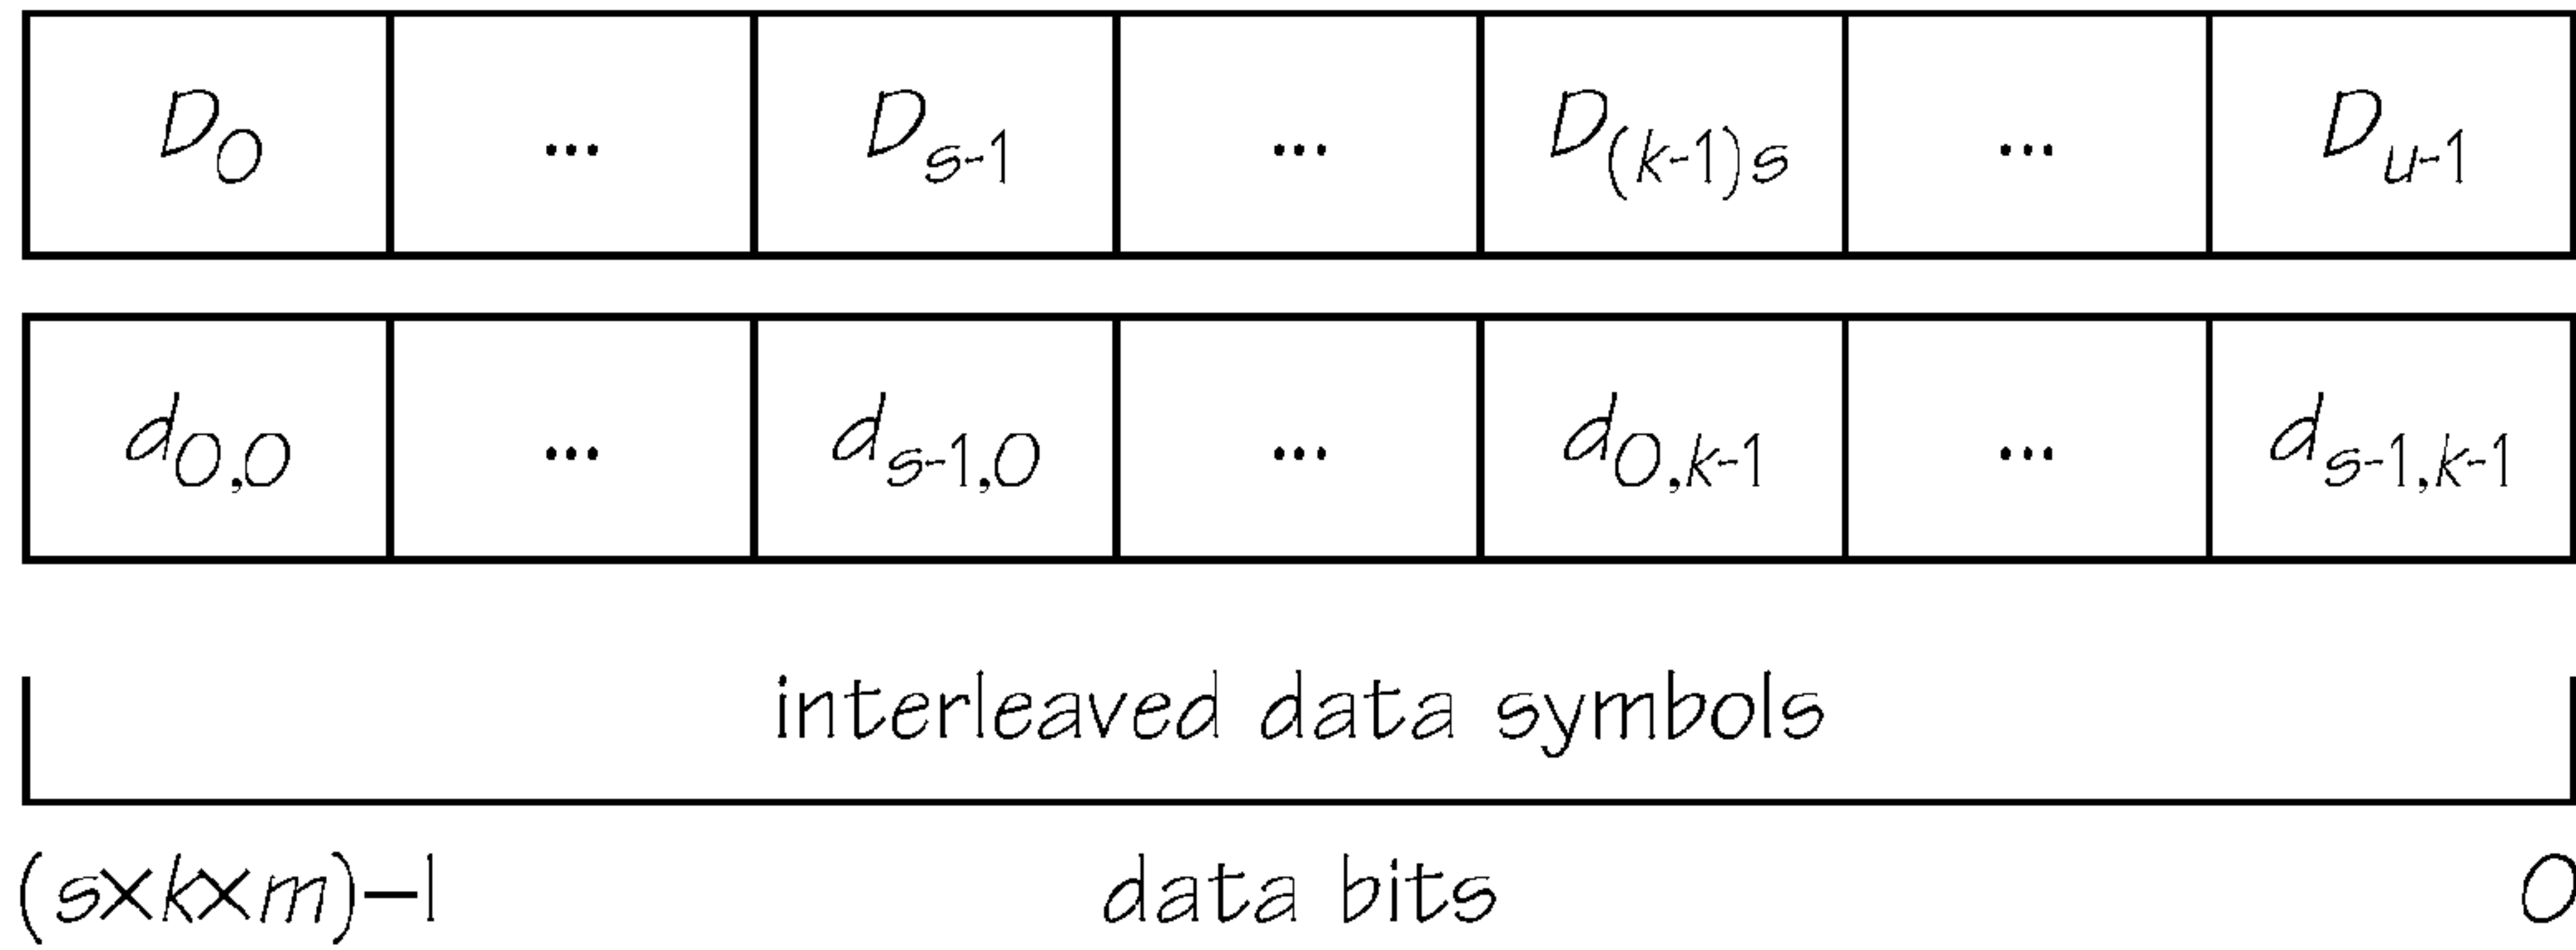 D₀ ... Dₛ₋₁ ... D₍ₖ₋₁₎ₛ ... Dᵤ₋₁
d₀,₀ ... dₛ₋₁,₀ ... d₀,ₖ₋₁ ... dₛ₋₁,ₖ₋₁
interleaved data symbols
(s×k×m)−1 data bits 0